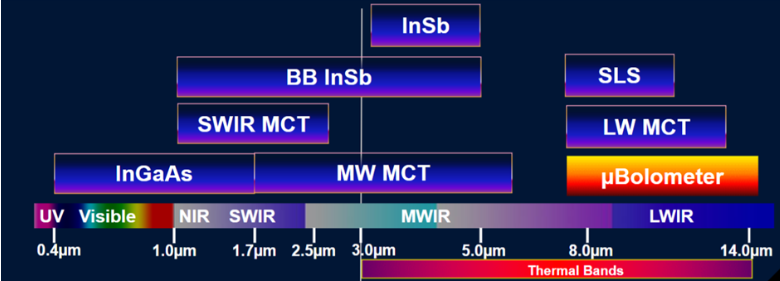 InSb
BB InSb
SLS
SWIR MCT
LW MCT
InGaAs
MW MCT
µBolometer
UV Visible NIR SWIR MWIR LWIR
0.4µm 1.0µm 1.7µm 2.5µm 3.0µm 5.0µm 8.0µm 14.0µm
Thermal Bands